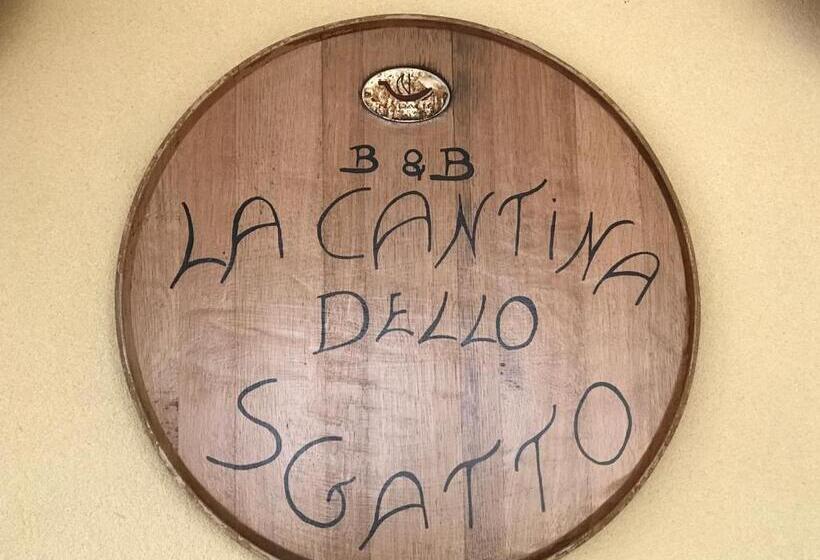 B & B
LA CANTiNA
DELLO
SGATTO